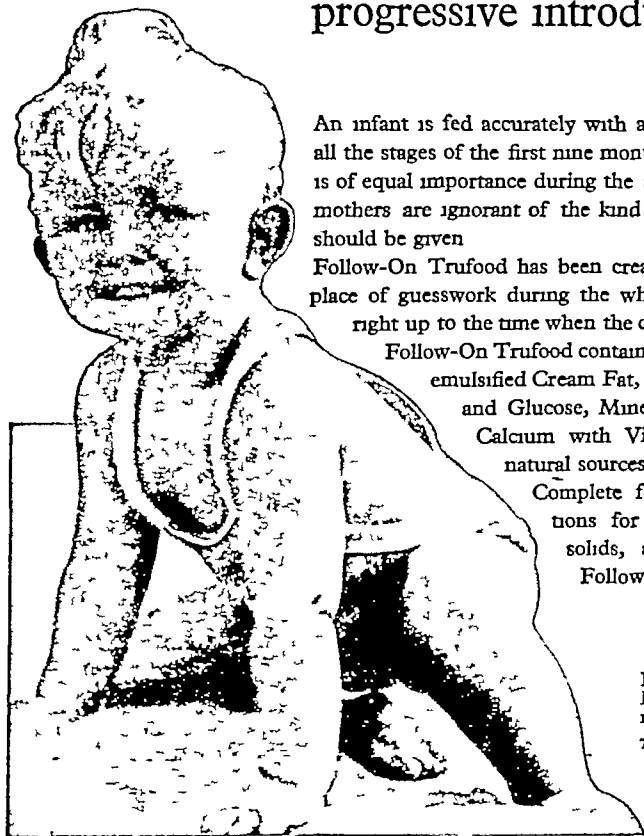 progressive introd
An infant is fed accurately with a
all the stages of the first nine mon
is of equal importance during the
mothers are ignorant of the kind
should be given
Follow-On Trufood has been crea
place of guesswork during the wh
right up to the time when the c
Follow-On Trufood contain
emulsified Cream Fat,
and Glucose, Mine
Calcium with Vi
natural sources
Complete f
tions for
solids, a
Follow